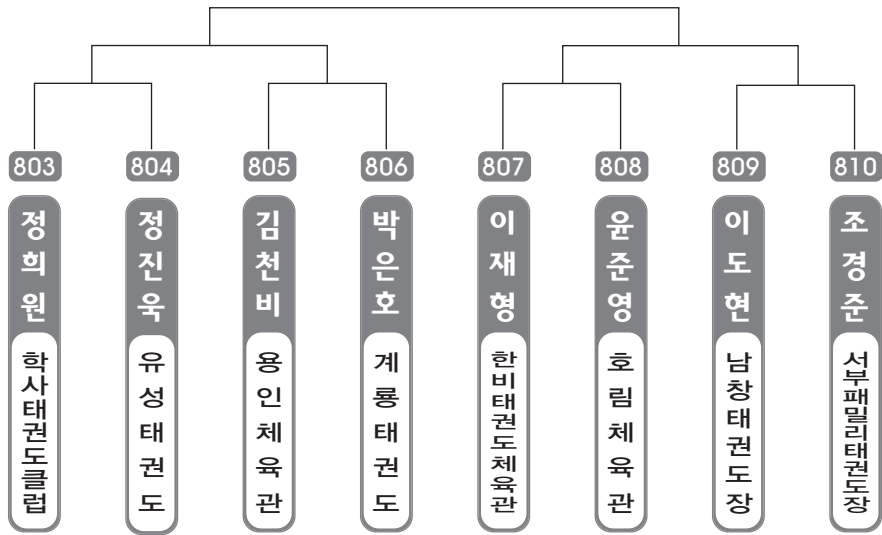 803
정희원
학사태권도클럽
804
정진욱
유성태권도
805
김천비
용인체육관
806
박은호
계룡태권도
807
이재형
한비태권도체육관
808
윤준영
호림체육관
809
이도현
남창태권도장
810
조경준
서부패밀리태권도장